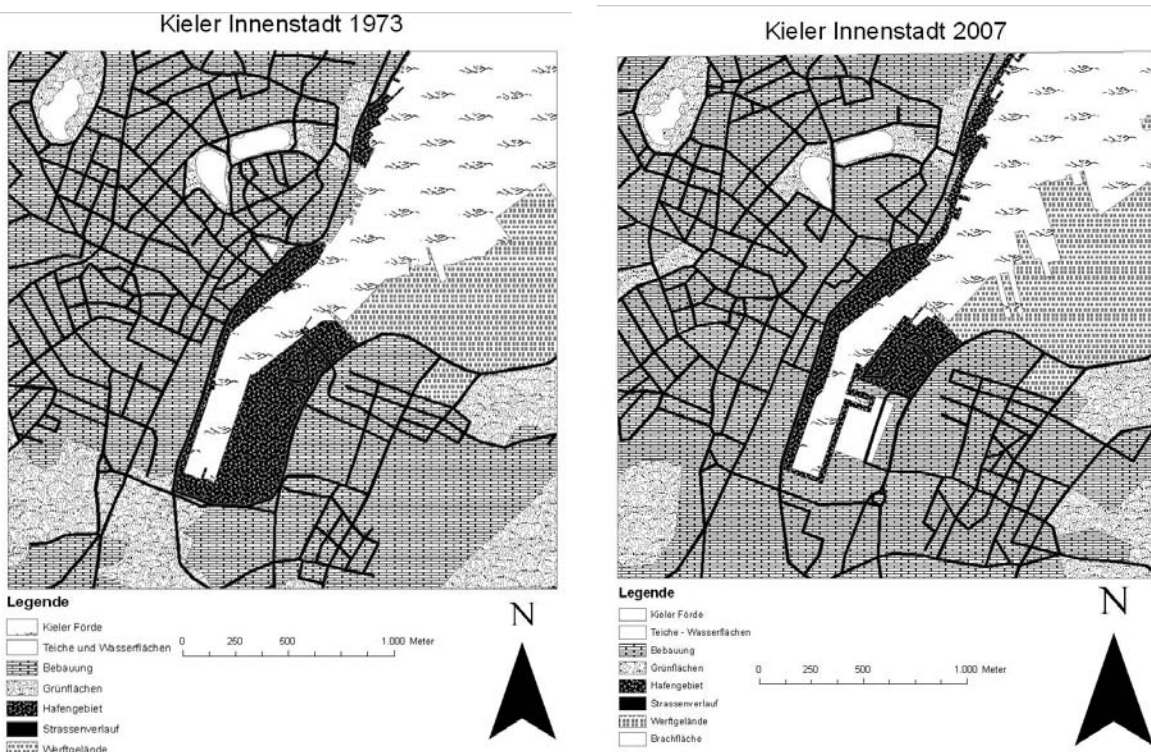 Kieler Innenstadt 1973
Legende
Kieler Förde
Teiche und Wasserflächen
Bebauung
Grünflächen
Hafengebiet
Strassenverlauf
Werftgelände
0 250 500 1.000 Meter
N
Kieler Innenstadt 2007
Legende
Kieler Förde
Teiche - Wasserflächen
Bebauung
Grünflächen
Hafengebiet
Strassenverlauf
Werftgelände
Brachfläche
0 250 500 1.000 Meter
N